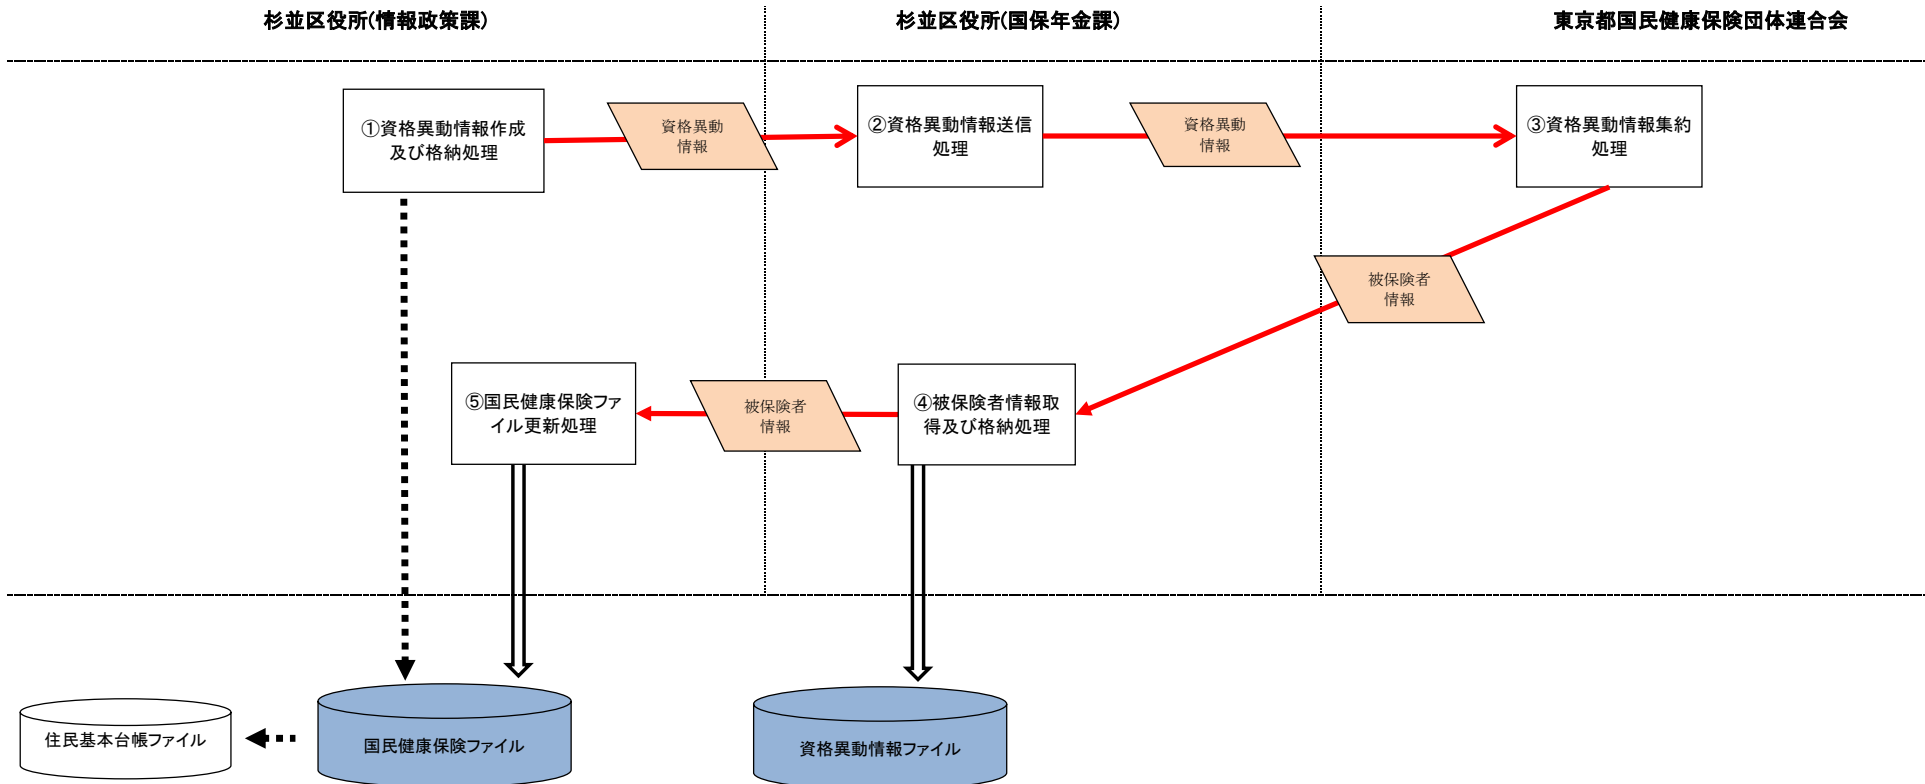 杉並区役所(情報政策課)
杉並区役所(国保年金課)
東京都国民健康保険団体連合会
①資格異動情報作成
及び格納処理
資格異動
情報
②資格異動情報送信
処理
資格異動
情報
③資格異動情報集約
処理
被保険者
情報
⑤国民健康保険ファ
イル更新処理
被保険者
情報
④被保険者情報取
得及び格納処理
住民基本台帳ファイル
国民健康保険ファイル
資格異動情報ファイル